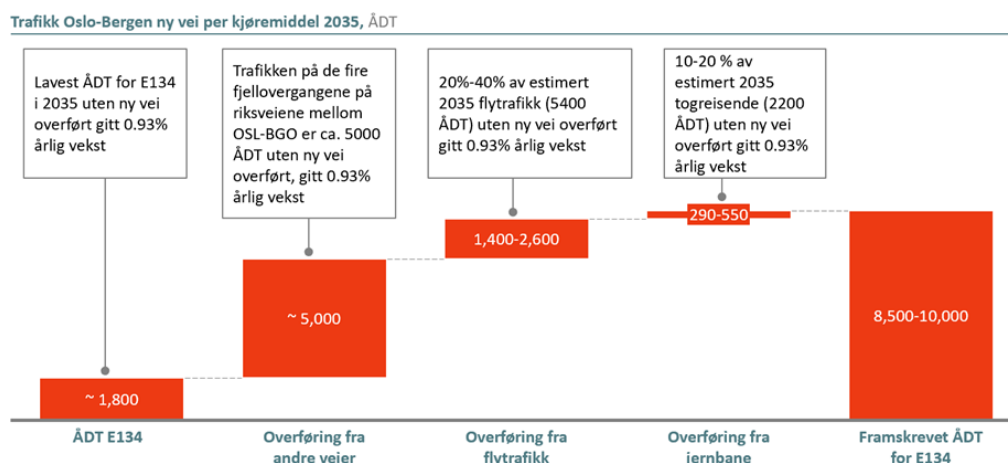 Trafikk Oslo-Bergen ny vei per kjøremiddel 2035, ÅDT
Lavest ÅDT for E134
i 2035 uten ny vei
overført gitt 0.93%
årlig vekst
Trafikken på de fire
fjellovergangene på
riksveiene mellom
OSL-BGO er ca. 5000
ÅDT uten ny vei
overført, gitt 0.93%
årlig vekst
20%-40% av estimert
2035 flytrafikk (5400
ÅDT) uten ny vei overført
gitt 0.93% årlig vekst
10-20 % av
estimert 2035
togreisende (2200
ÅDT) uten ny vei
overført gitt 0.93%
årlig vekst
~ 1,800
~ 5,000
1,400-2,600
290-550
8,500-10,000
ÅDT E134
Overføring fra
andre veier
Overføring fra
flytrafikk
Overføring fra
jernbane
Framskrevet ÅDT
for E134